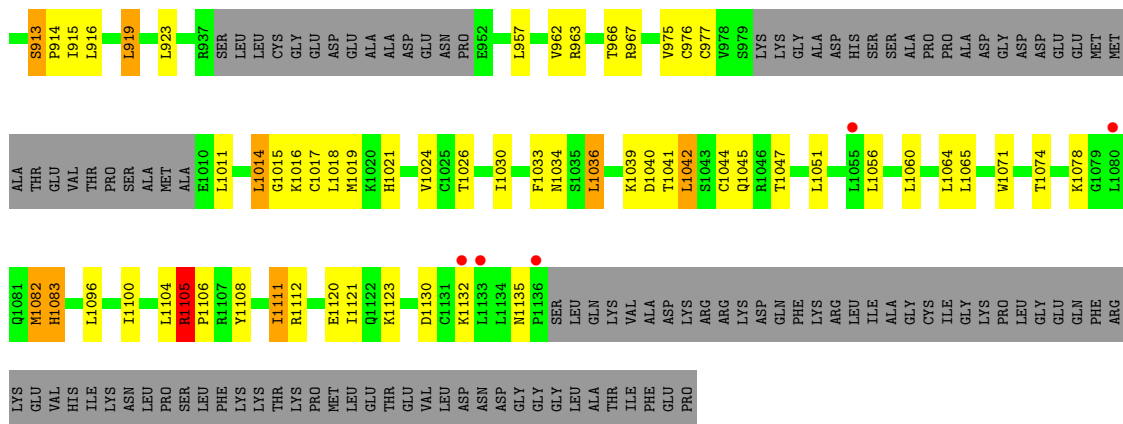 S913 P914 I915 L916 L919 L923 R937 SER LEU LEU CYS GLY GLU ASP GLU ALA ALA ASP GLU ASN PRO E952 L957 V962 R963 T966 R967 V975 C976 C977 V978 S979 LYS LYS GLY ALA ASP HIS SER SER ALA PRO PRO ALA ASP GLY ASP ASP GLU GLU MET MET
ALA THR GLU VAL THR PRO SER ALA MET ALA E1010 L1011 L1014 G1015 K1016 C1017 L1018 M1019 K1020 H1021 V1024 C1025 T1026 I1030 F1033 N1034 S1035 L1036 K1039 D1040 T1041 L1042 S1043 C1044 Q1045 R1046 T1047 L1051 L1055 L1056 L1060 L1064 L1065 W1071 T1074 K1078 G1079 L1080
Q1081 M1082 H1083 L1096 I1100 L1104 R1105 P1106 R1107 Y1108 I1111 R1112 E1120 I1121 Q1122 K1123 D1130 C1131 K1132 L1133 L1134 N1135 P1136 SER LEU GLN LYS VAL ALA ASP LYS ARG ARG LYS ASP GLN PHE LYS ARG LEU ILE ALA GLY CYS ILE GLY LYS PRO LEU GLY GLU GLN PHE ARG
LYS GLU VAL HIS ILE LYS ASN LEU PRO SER LEU PHE LYS LYS THR LYS PRO MET LEU GLU THR GLU VAL LEU ASP ASN ASP GLY GLY GLY LEU ALA THR ILE PHE GLU PRO